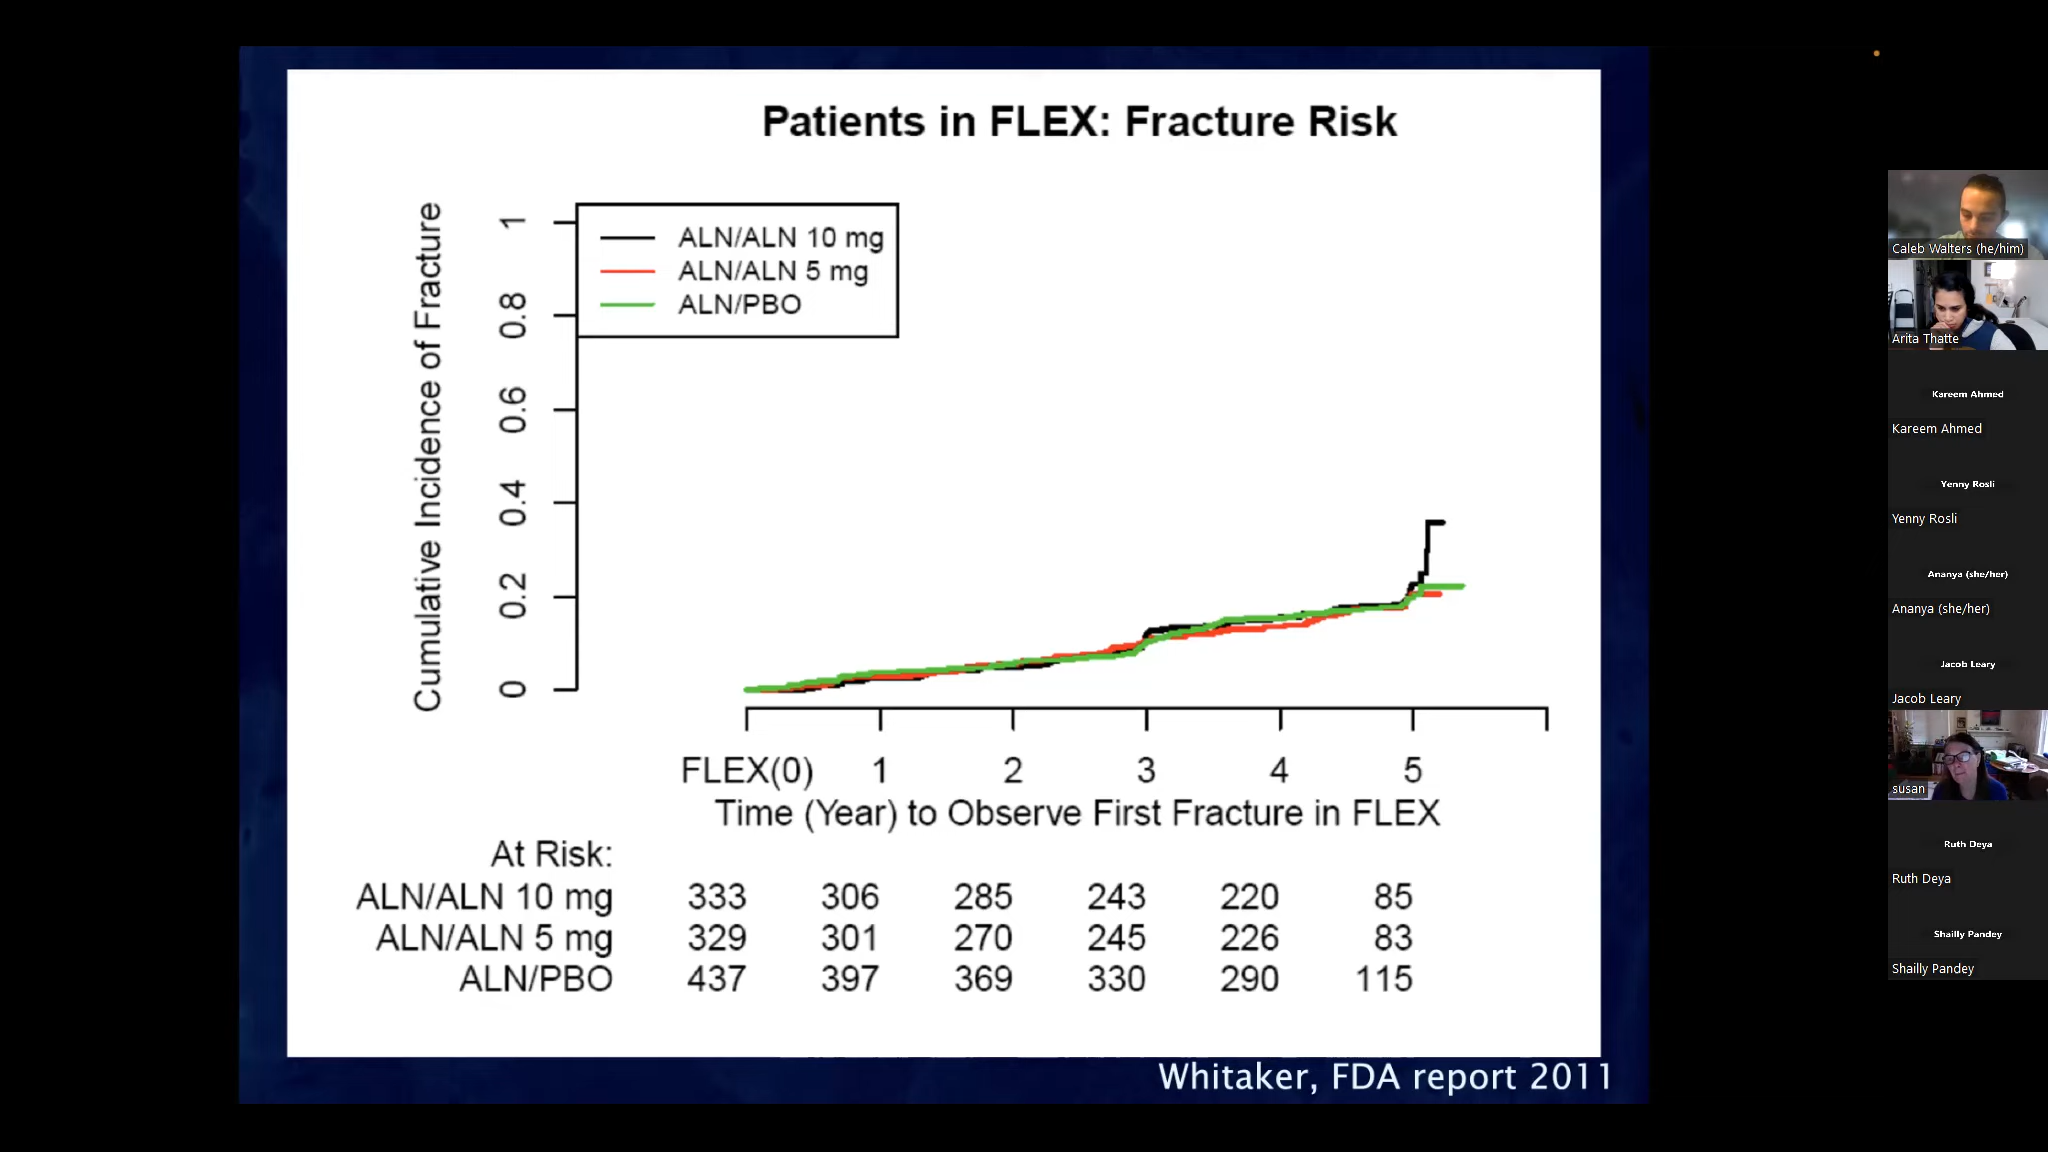 Patients in FLEX: Fracture Risk
Cumulative Incidence of Fracture
1
0.8
0.6
0.4
0.2
0
ALN/ALN 10 mg
ALN/ALN 5 mg
ALN/PBO
FLEX(0) 1 2 3 4 5
Time (Year) to Observe First Fracture in FLEX
At Risk:
ALN/ALN 10 mg 333 306 285 243 220 85
ALN/ALN 5 mg 329 301 270 245 226 83
ALN/PBO 437 397 369 330 290 115
Whitaker, FDA report 2011
Caleb Walters (he/him)
Arita Thatte
Kareem Ahmed
Kareem Ahmed
Yenny Rosli
Yenny Rosli
Ananya (she/her)
Ananya (she/her)
Jacob Leary
Jacob Leary
susan
Ruth Deya
Ruth Deya
Shailly Pandey
Shailly Pandey